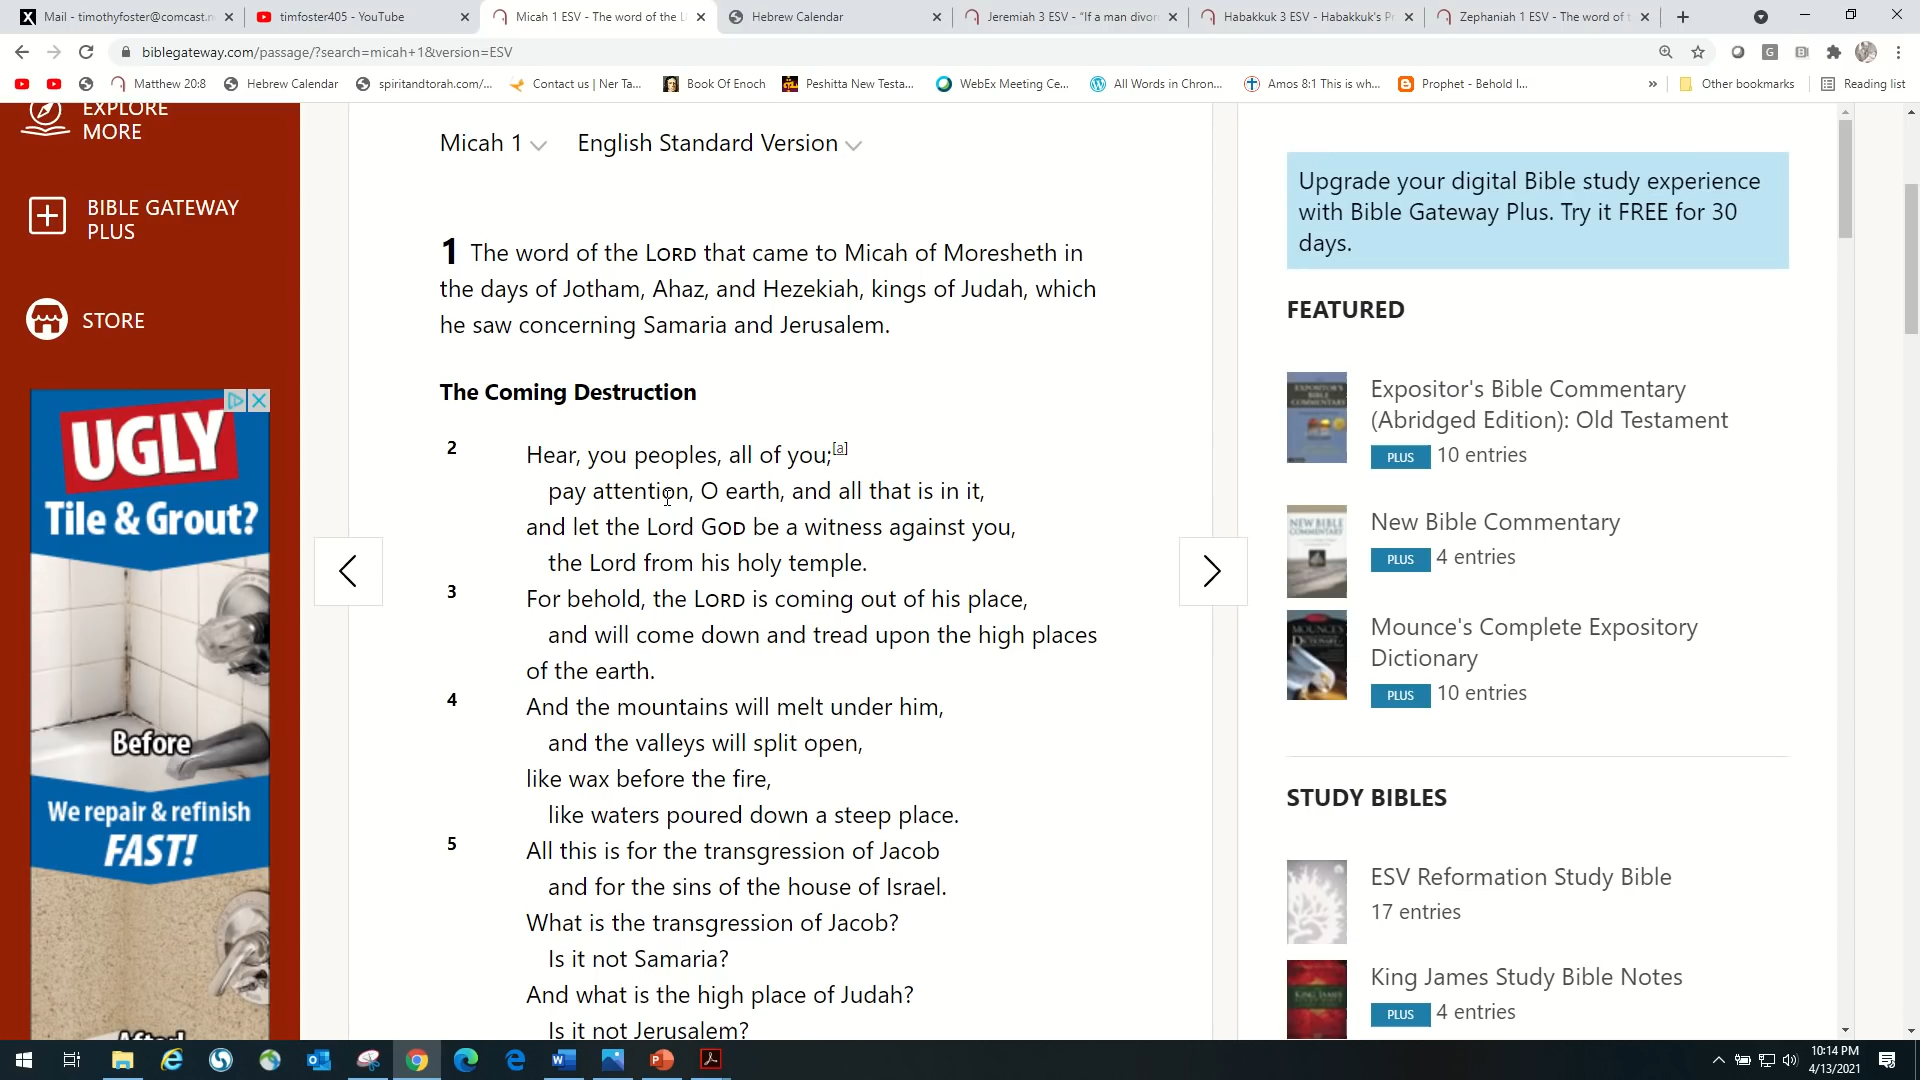 Mail - timothyfoster@comcast.n
timfoster405 - YouTube
Micah 1 ESV - The word of the L
Hebrew Calendar
Jeremiah 3 ESV - “If a man divor
Habakkuk 3 ESV - Habakkuk's Pr
Zephaniah 1 ESV - The word of t
biblegateway.com/passage/?search=micah+1&version=ESV
Matthew 20:8
Hebrew Calendar
spiritandtorah.com/...
Contact us | Ner Ta...
Book Of Enoch
Peshitta New Testa...
WebEx Meeting Ce...
All Words in Chron...
Amos 8:1 This is wh...
Prophet - Behold I...
»
Other bookmarks
Reading list
EXPLORE
MORE
BIBLE GATEWAY
PLUS
STORE
UGLY
Tile & Grout?
Before
We repair & refinish
FAST!
After!
Micah 1
English Standard Version
1 The word of the LORD that came to Micah of Moresheth in
the days of Jotham, Ahaz, and Hezekiah, kings of Judah, which
he saw concerning Samaria and Jerusalem.
The Coming Destruction
2 Hear, you peoples, all of you;[a]
pay attention, O earth, and all that is in it,
and let the Lord GOD be a witness against you,
the Lord from his holy temple.
3 For behold, the LORD is coming out of his place,
and will come down and tread upon the high places
of the earth.
4 And the mountains will melt under him,
and the valleys will split open,
like wax before the fire,
like waters poured down a steep place.
5 All this is for the transgression of Jacob
and for the sins of the house of Israel.
What is the transgression of Jacob?
Is it not Samaria?
And what is the high place of Judah?
Is it not Jerusalem?
Upgrade your digital Bible study experience
with Bible Gateway Plus. Try it FREE for 30
days.
FEATURED
Expositor's Bible Commentary
(Abridged Edition): Old Testament
PLUS 10 entries
New Bible Commentary
PLUS 4 entries
Mounce's Complete Expository
Dictionary
PLUS 10 entries
STUDY BIBLES
ESV Reformation Study Bible
17 entries
King James Study Bible Notes
PLUS 4 entries
10:14 PM
4/13/2021